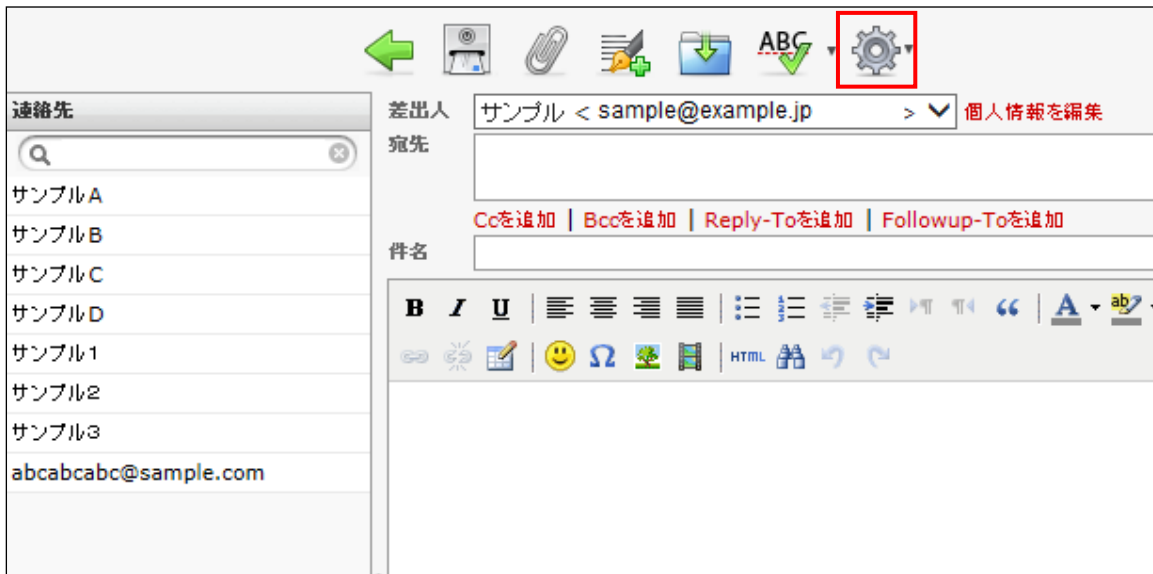 ABC
連絡先
サンプルA
サンプルB
サンプルC
サンプルD
サンプル1
サンプル2
サンプル3
abcabcabc@sample.com
差出人 サンプル < sample@example.jp > 個人情報を編集
宛先
Ccを追加 | Bccを追加 | Reply-Toを追加 | Followup-Toを追加
件名
B I U A ab
Ω HTML